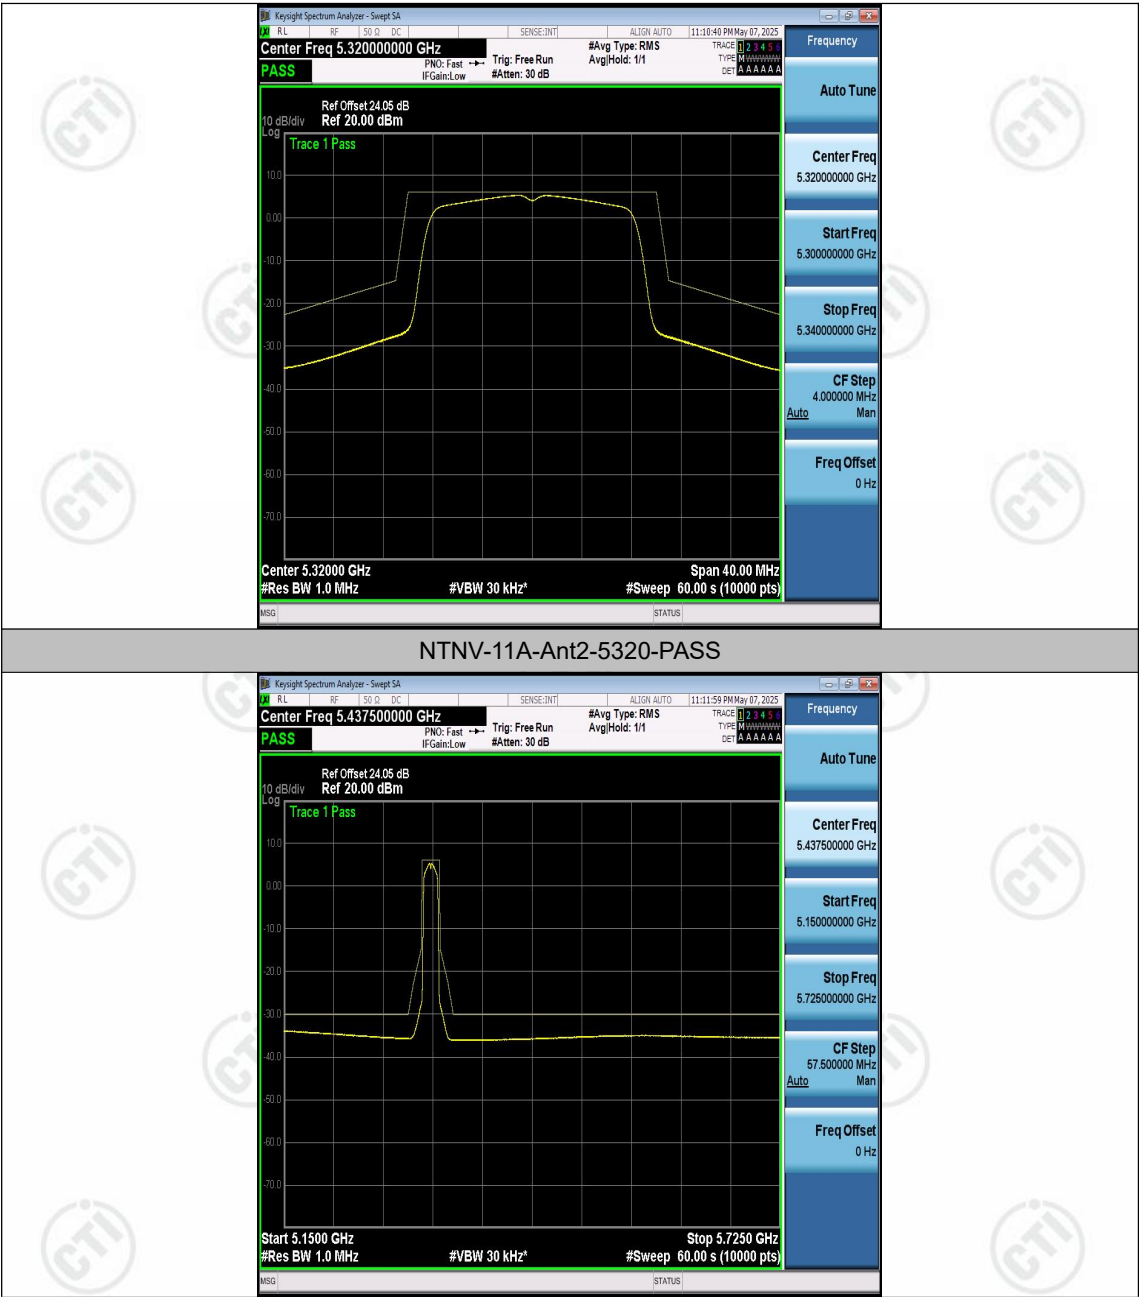 Keysight Spectrum Analyzer - Swept SA
RL RF 50 Ω DC SENSE:INT ALIGN AUTO 11:10:40 PM May 07, 2025
Center Freq 5.320000000 GHz #Avg Type: RMS TRACE 1 2 3 4 5 6
PNO: Fast Trig: Free Run Avg|Hold: 1/1 TYPE M WWWWW
PASS IFGain:Low #Atten: 30 dB DET A A A A A A
Frequency
Auto Tune
Ref Offset 24.05 dB
10 dB/div Ref 20.00 dBm
Log
Trace 1 Pass
10.0
0.00
-10.0
-20.0
-30.0
-40.0
-50.0
-60.0
-70.0
Center Freq
5.320000000 GHz
Start Freq
5.300000000 GHz
Stop Freq
5.340000000 GHz
CF Step
4.000000 MHz
Auto Man
Freq Offset
0 Hz
Center 5.32000 GHz Span 40.00 MHz
#Res BW 1.0 MHz #VBW 30 kHz* #Sweep 60.00 s (10000 pts)
MSG STATUS
NTNV-11A-Ant2-5320-PASS
Keysight Spectrum Analyzer - Swept SA
RL RF 50 Ω DC SENSE:INT ALIGN AUTO 11:11:59 PM May 07, 2025
Center Freq 5.437500000 GHz #Avg Type: RMS TRACE 1 2 3 4 5 6
PNO: Fast Trig: Free Run Avg|Hold: 1/1 TYPE M WWWWW
PASS IFGain:Low #Atten: 30 dB DET A A A A A A
Frequency
Auto Tune
Ref Offset 24.05 dB
10 dB/div Ref 20.00 dBm
Log
Trace 1 Pass
10.0
0.00
-10.0
-20.0
-30.0
-40.0
-50.0
-60.0
-70.0
Center Freq
5.437500000 GHz
Start Freq
5.150000000 GHz
Stop Freq
5.725000000 GHz
CF Step
57.500000 MHz
Auto Man
Freq Offset
0 Hz
Start 5.1500 GHz Stop 5.7250 GHz
#Res BW 1.0 MHz #VBW 30 kHz* #Sweep 60.00 s (10000 pts)
MSG STATUS
CTI
CTI
CTI
CTI
CTI
CTI
CTI
CTI
CTI
CTI